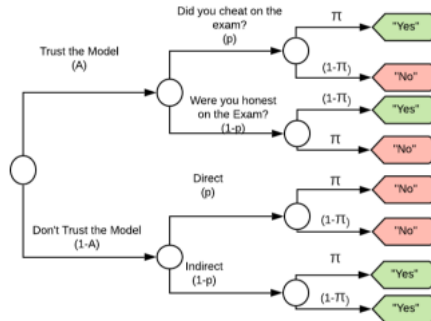 Did you cheat on the
exam?
(p)
π
"Yes"
Trust the Model
(A)
(1-π)
"No"
Were you honest
on the Exam?
(1-p)
(1-π)
"Yes"
π
"No"
Direct
(p)
π
"No"
(1-π)
"No"
Don't Trust the Model
(1-A)
Indirect
(1-p)
π
"Yes"
(1-π)
"Yes"